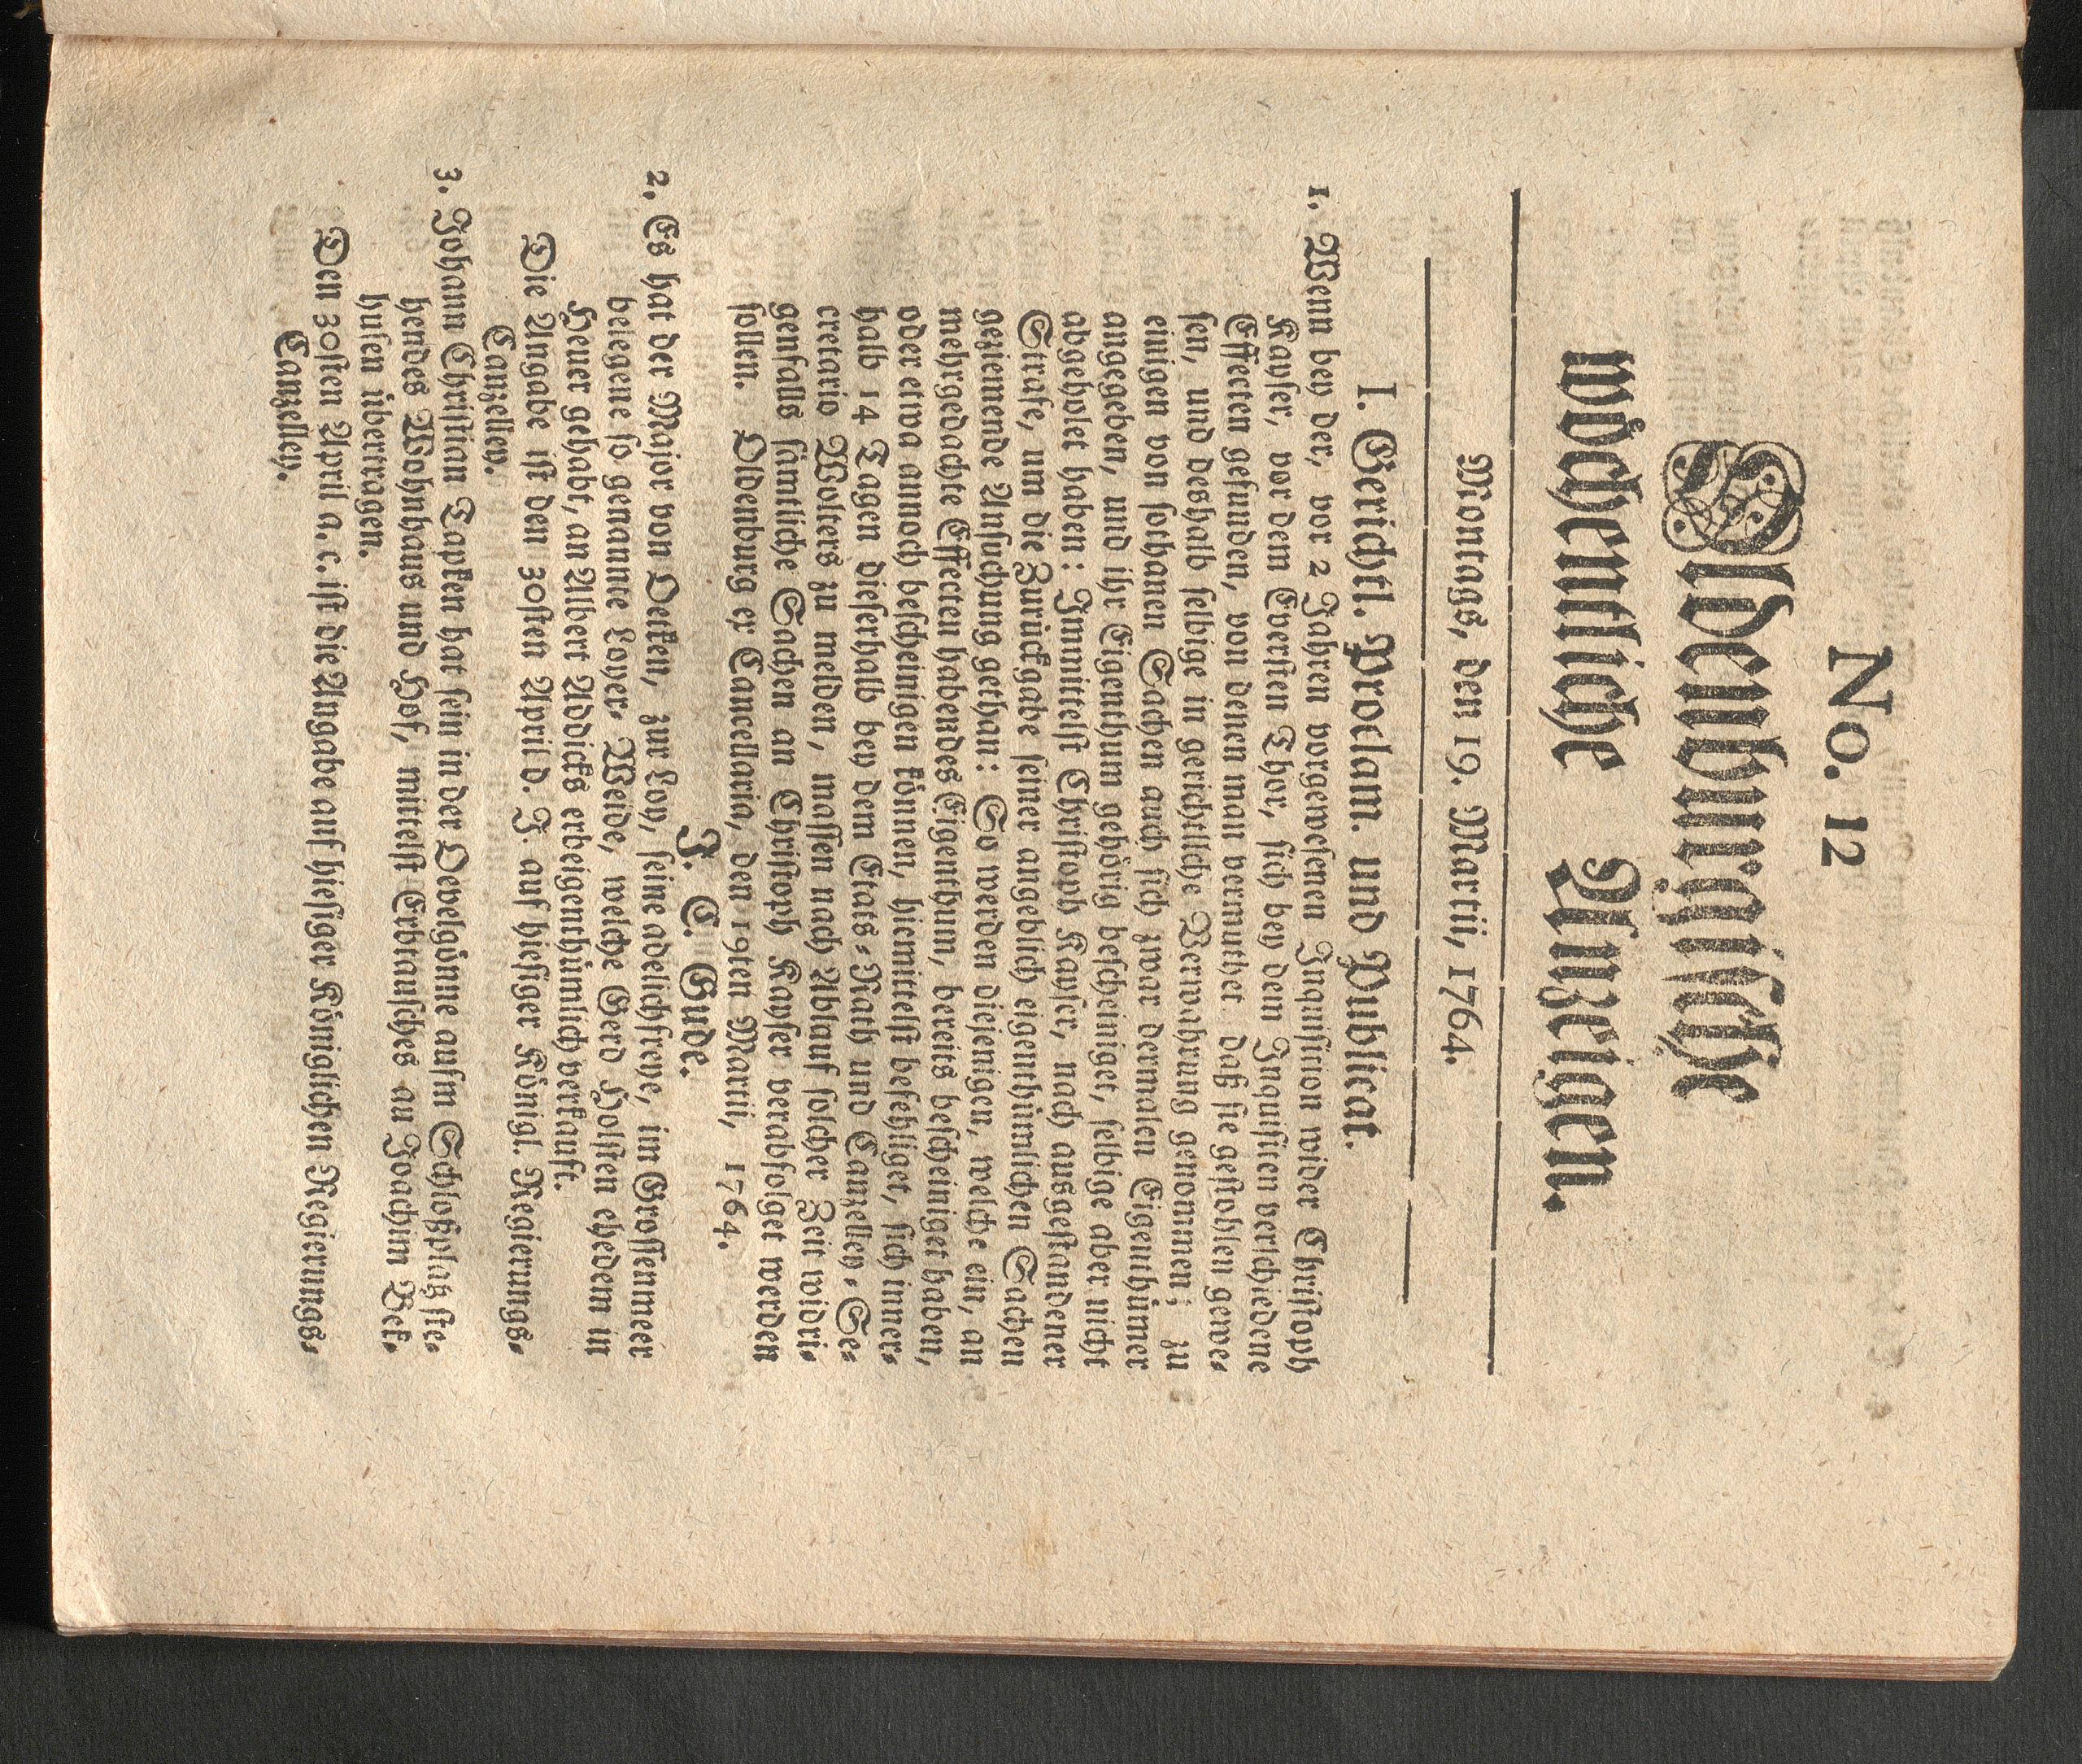 No. 12
Oldenburgische
wöchentliche Anzeigen.
Montags, den 19. Martii, 1764.
I. Gerichtl. Proclam. und Publicat.
1. Wenn bey der, vor 2 Jahren vorgewesenen Inquisition wider Christoph
Kayser, vor dem Eversten Thor, sich bey dem Inquisiten verschiedene
Effecten gefunden, von denen man vermuthet daß sie gestohlen gewe-
sen, und deshalb selbige in gerichtliche Verwahrung genommen; zu
einigen von sothanen Sachen auch sich zwar dermalen Eigenthümer
angegeben, und ihr Eigenthum gehörig bescheiniget, selbige aber nicht
abgeholet haben: Immittelst Christoph Kayser, nach ausgestandener
Strafe, um die Zurückgabe seiner angeblich eigenthümlichen Sachen
geziemende Ansuchung gethan: So werden diejenigen, welche ein, an
mehrgedachte Effecten habendes Eigenthum, bereits bescheiniget haben,
oder etwa annoch bescheinigen können, hiemittelst befehliget, sich inner-
halb 14 Tagen dieserhalb bey dem Etats-Rath und Canzelley-Se-
cretario Wolters zu melden, massen nach Ablauf solcher Zeit widri-
genfalls sämtliche Sachen an Christoph Kayser verabfolget werden
sollen. Oldenburg ex Cancellaria, den 19ten Martii, 1764.
J. C. Gude.
2. Es hat der Major von Oetken, zur Loy, seine adelichfreye, im Grossenmeer
belegene so genannte Loyer-Weide, welche Gerd Holsten ehedem in
Heuer gehabt, an Albert Addicks erbeigenthümlich verkauft.
Die Angabe ist den 30sten April d. J. auf hiesiger Königl. Regierungs-
Canzelley.
3. Johann Christian Tapken hat sein in der Oevelgönne aufm Schloßplatz ste-
hendes Wohnhaus und Hof, mittelst Erbtausches an Joachim Bek-
husen übertragen.
Den 30sten April a. c. ist die Angabe auf hiesiger Königlichen Regierungs-
Canzelley.